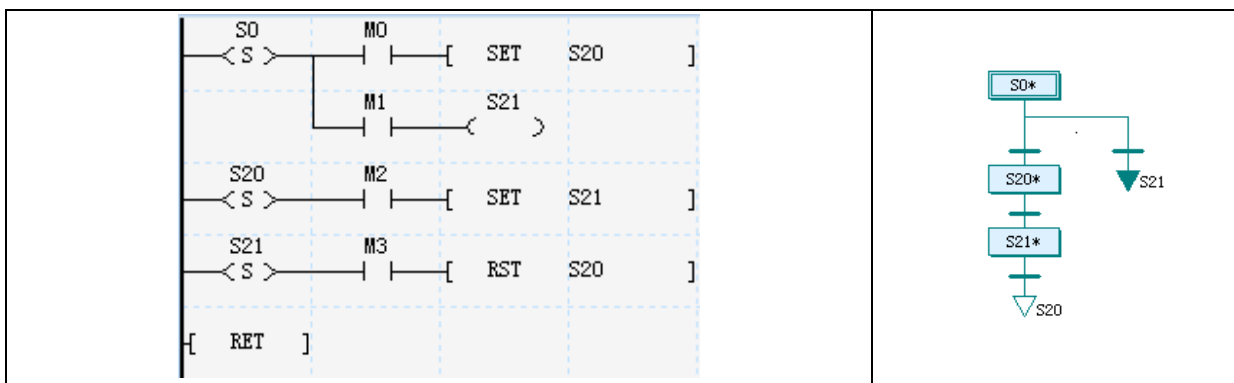 S0 M0
< S > [ SET S20 ]
M1 S21
( )
S20 M2
< S > [ SET S21 ]
S21 M3
< S > [ RST S20 ]
[ RET ]
S0*
S20*
S21
S21*
S20